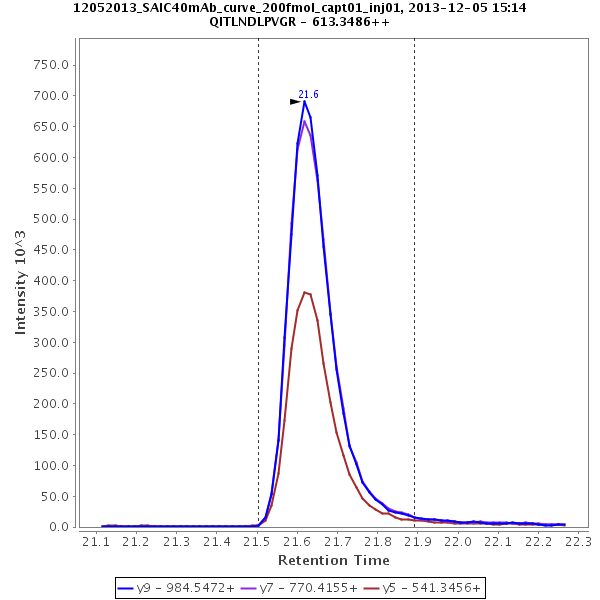 12052013_SAIC40mAb_curve_200fmol_capt01_inj01, 2013-12-05 15:14
QITLNDLPVGR - 613.3486++
750.0
700.0
650.0
600.0
550.0
500.0
450.0
400.0
350.0
300.0
250.0
200.0
150.0
100.0
50.0
0.0
Intensity 10^3
21.6
21.1 21.2 21.3 21.4 21.5 21.6 21.7 21.8 21.9 22.0 22.1 22.2 22.3
Retention Time
y9 - 984.5472+ y7 - 770.4155+ y5 - 541.3456+